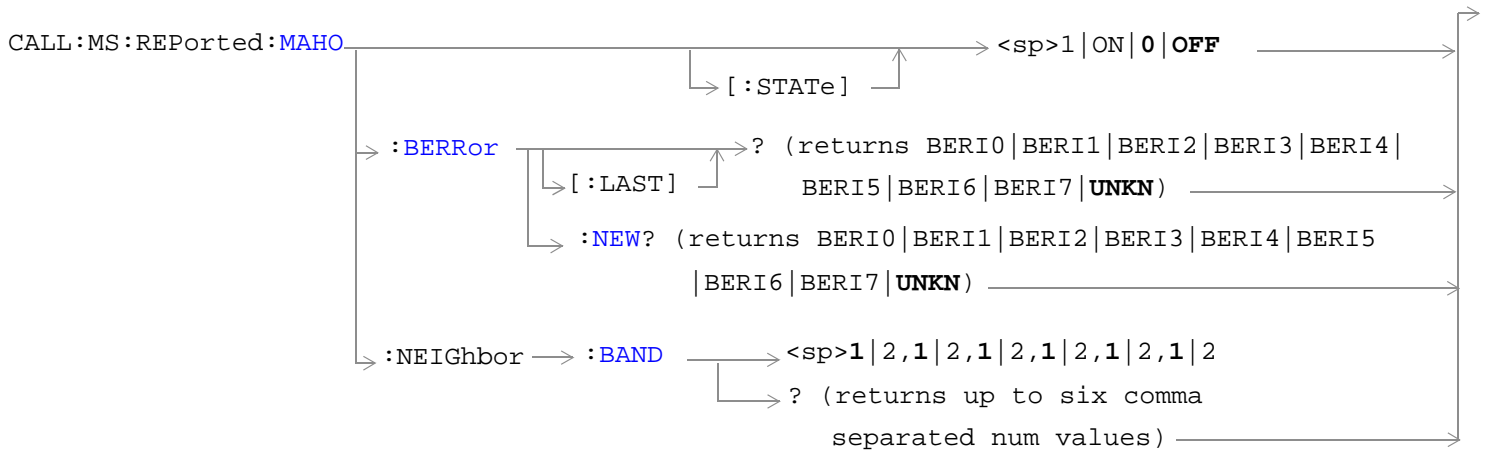 CALL:MS:REPorted:MAHO <sp>1|ON|0|OFF
[:STATe]
:BERRor ? (returns BERI0|BERI1|BERI2|BERI3|BERI4|
[:LAST] BERI5|BERI6|BERI7|UNKN)
:NEW? (returns BERI0|BERI1|BERI2|BERI3|BERI4|BERI5
|BERI6|BERI7|UNKN)
:NEIGhbor :BAND <sp>1|2,1|2,1|2,1|2,1|2,1|2
? (returns up to six comma
separated num values)